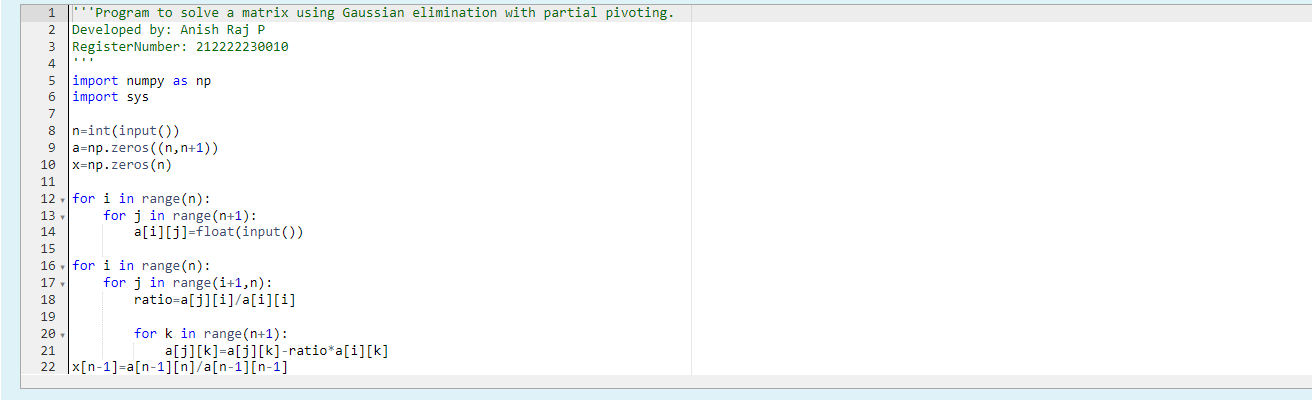 1 '''Program to solve a matrix using Gaussian elimination with partial pivoting.
2 Developed by: Anish Raj P
3 RegisterNumber: 212222230010
4 '''
5 import numpy as np
6 import sys
7
8 n=int(input())
9 a=np.zeros((n,n+1))
10 x=np.zeros(n)
11
12 for i in range(n):
13     for j in range(n+1):
14         a[i][j]=float(input())
15
16 for i in range(n):
17     for j in range(i+1,n):
18         ratio=a[j][i]/a[i][i]
19
20         for k in range(n+1):
21             a[j][k]=a[j][k]-ratio*a[i][k]
22 x[n-1]=a[n-1][n]/a[n-1][n-1]